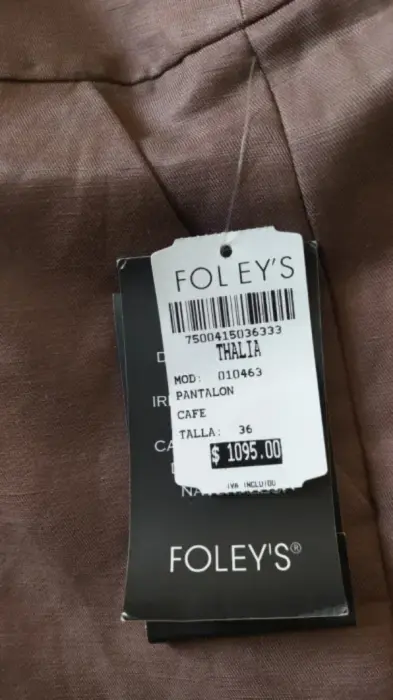 FOLEY'S
7500415036333
THALIA
MOD: 010463
PANTALON
CAFE
TALLA: 36
$ 1095.00
IVA INCLUIDO
FOLEY'S®